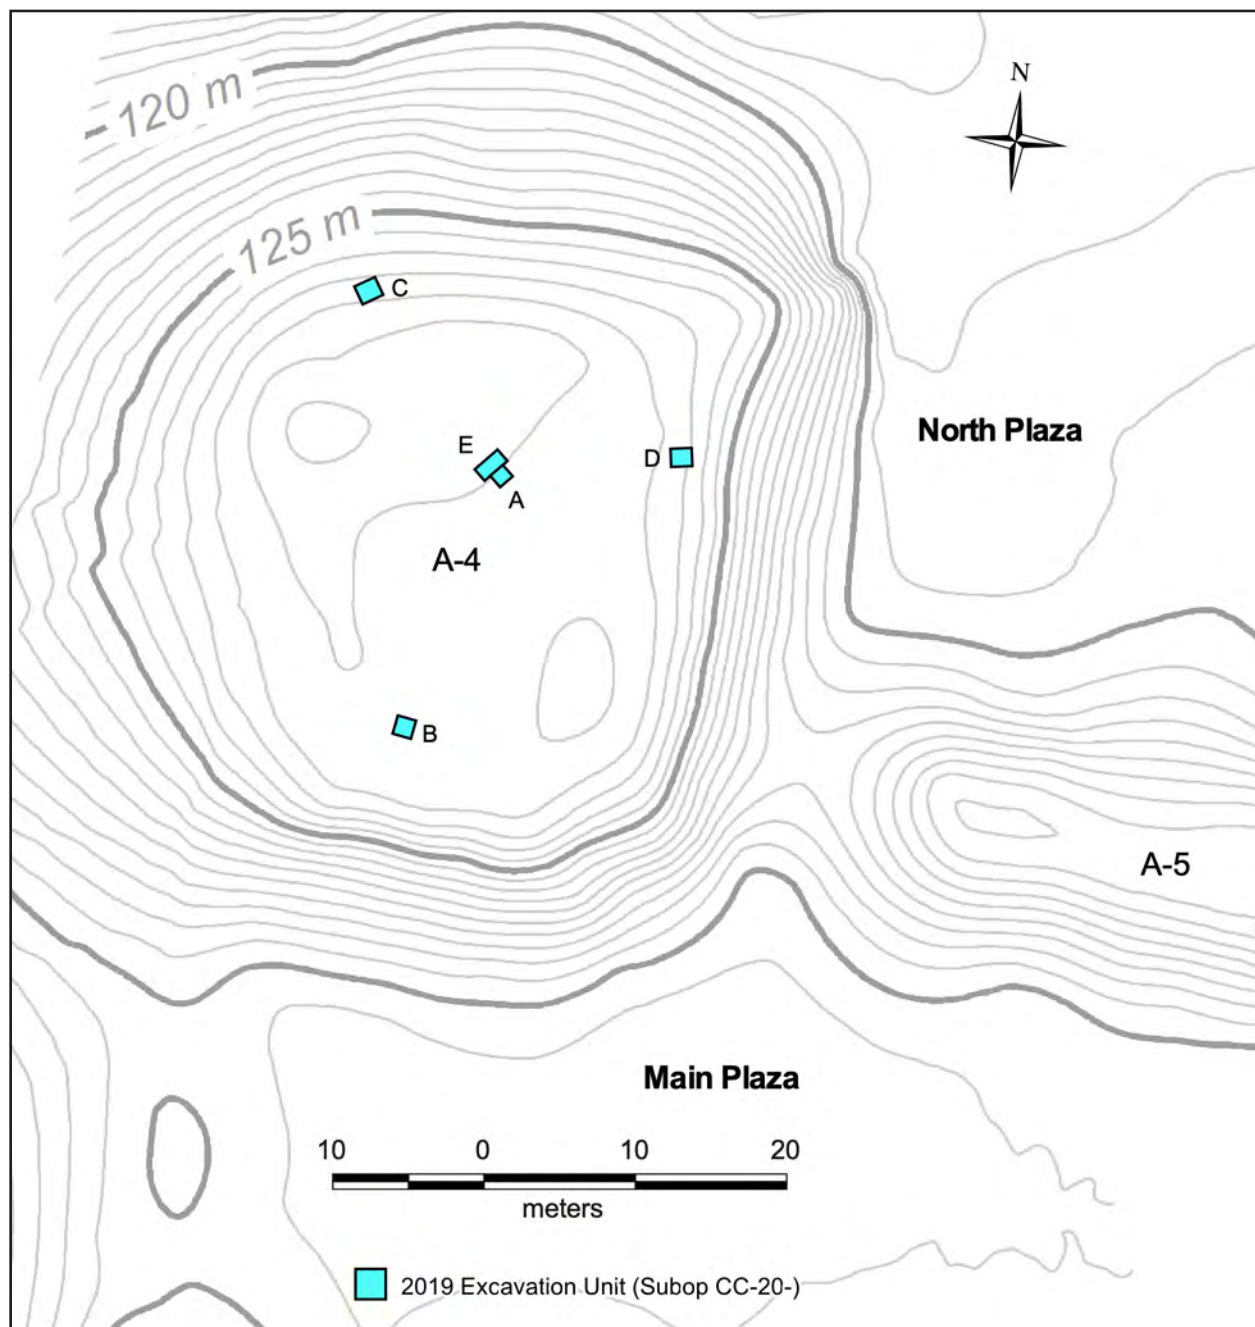 N
120 m
125 m
C
North Plaza
E
D
A
A-4
B
A-5
Main Plaza
10 0 10 20
meters
2019 Excavation Unit (Subop CC-20-)